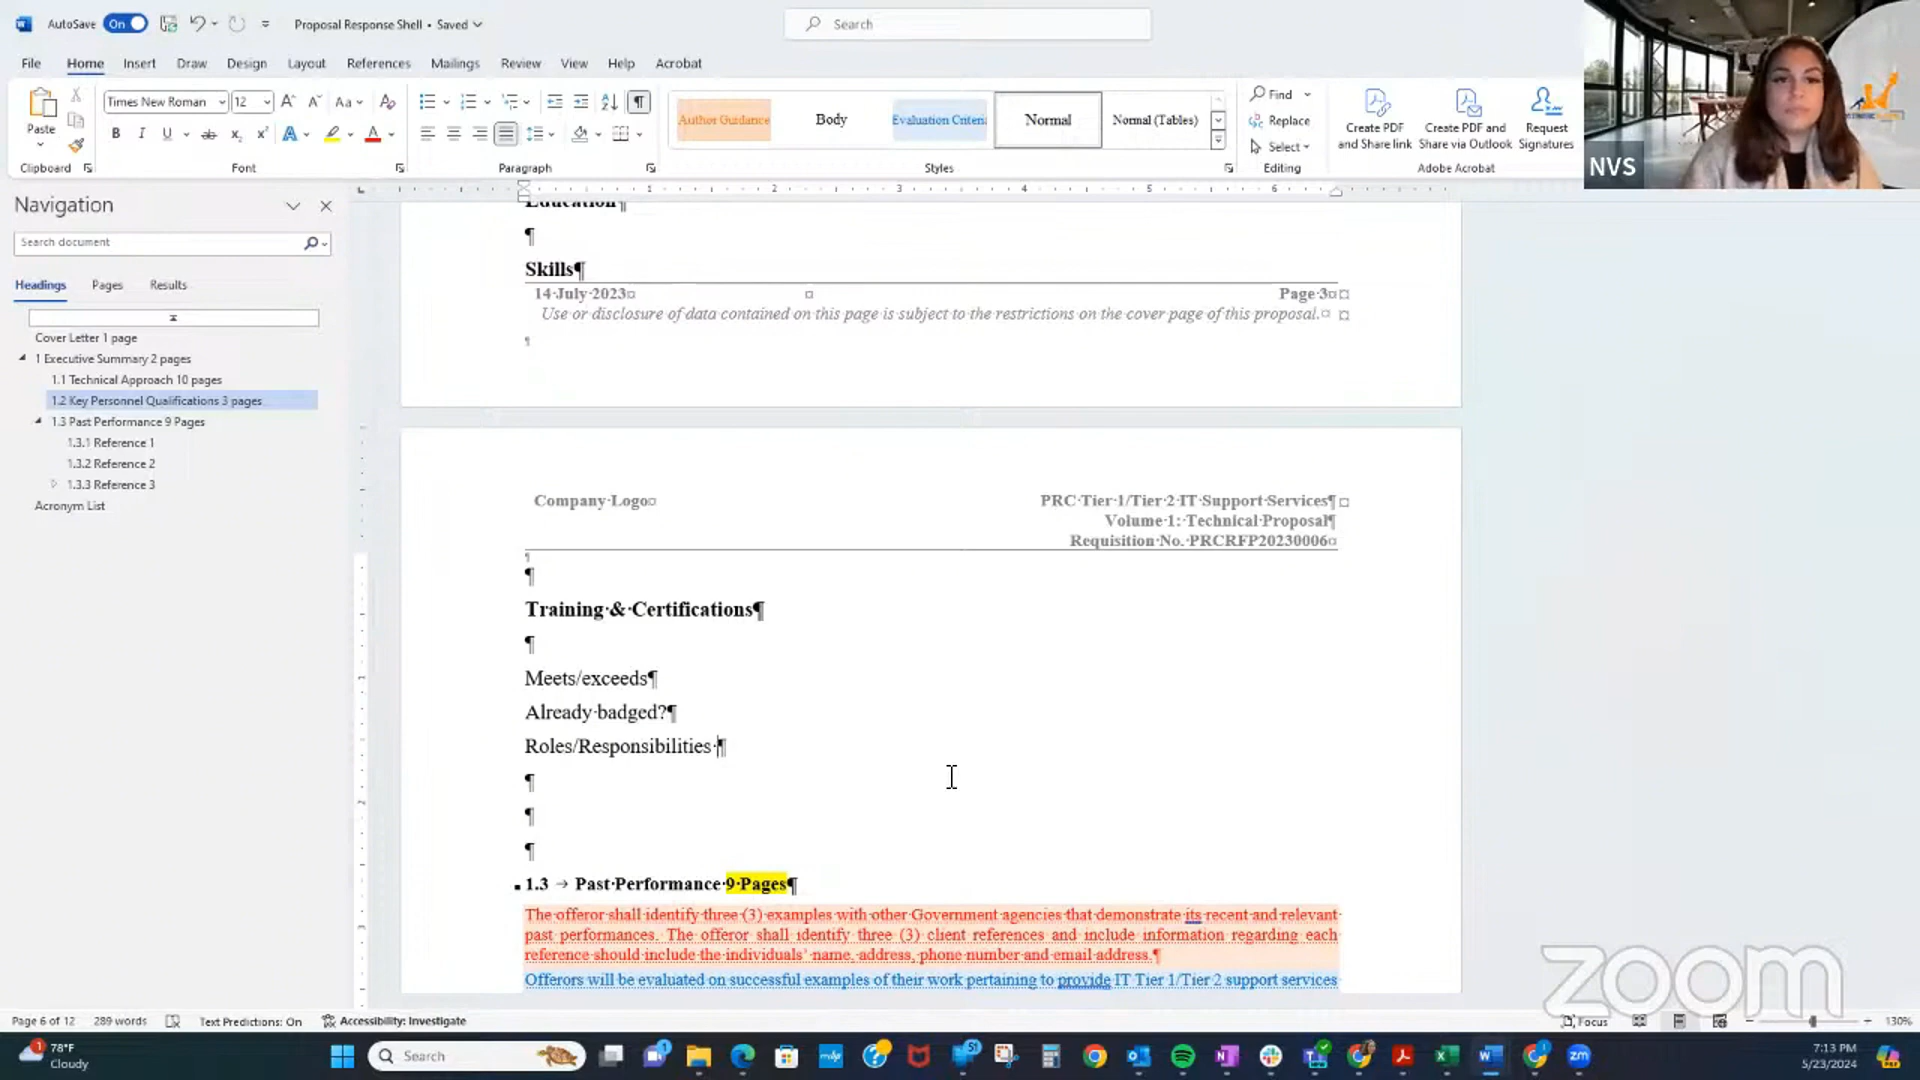 AutoSave On Proposal Response Shell • Saved Search
File Home Insert Draw Design Layout References Mailings Review View Help Acrobat
Paste
Clipboard
Times New Roman 12
Aa
B I U ab x₂ x² A A
Font
Paragraph
Author Guidance Body Evaluation Criteri Normal Normal (Tables)
Styles
Find
Replace
Select
Editing
Create PDF and Share link
Create PDF and Share via Outlook
Request Signatures
Adobe Acrobat
NVS
Navigation
Search document
Headings Pages Results
Cover Letter 1 page
1 Executive Summary 2 pages
1.1 Technical Approach 10 pages
1.2 Key Personnel Qualifications 3 pages
1.3 Past Performance 9 Pages
1.3.1 Reference 1
1.3.2 Reference 2
1.3.3 Reference 3
Acronym List
1 2 3 4 5 6
Education¶
¶
Skills¶
14·July·2023¤ ¤ Page·3¤ ¤
Use or disclosure of data contained on this page is subject to the restrictions on the cover page of this proposal.¤ ¤
¶
Company·Logo¤ PRC·Tier·1/Tier·2·IT·Support·Services¶ ¤
Volume·1:·Technical·Proposal¶
Requisition·No.·PRCRFP20230006¤
¶
¶
Training·&·Certifications¶
¶
Meets/exceeds¶
Already·badged?¶
Roles/Responsibilities·¶
¶
¶
¶
1.3 → Past·Performance·9·Pages¶
The offeror shall identify three (3) examples with other Government agencies that demonstrate its recent and relevant
past performances. The offeror shall identify three (3) client references and include information regarding each
reference should include the individuals’ name, address, phone number and email address.¶
Offerors will be evaluated on successful examples of their work pertaining to provide IT Tier 1/Tier 2 support services
zoom
Page 6 of 12 289 words Text Predictions: On Accessibility: Investigate Focus 130%
78°F
Cloudy
Search
7:13 PM
5/23/2024